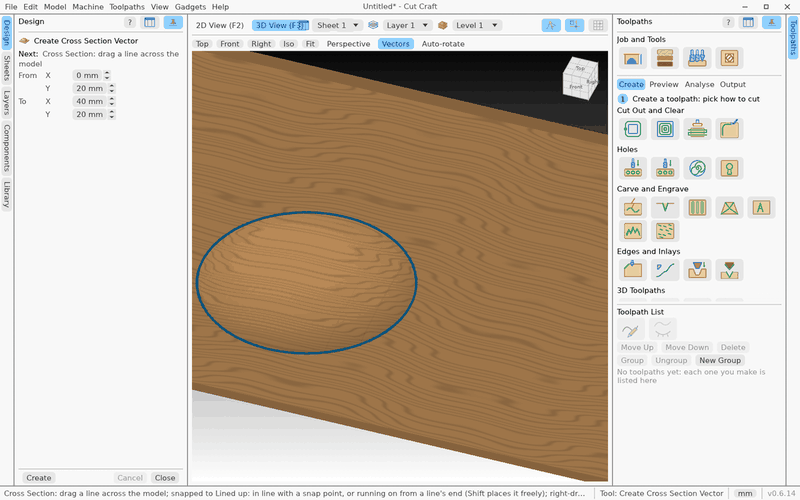 Untitled* - Cut Craft
File Edit Model Machine Toolpaths View Gadgets Help
Design
Sheets
Layers
Components
Library
Design ?
Create Cross Section Vector
Next: Cross Section: drag a line across the
model
From X 0 mm
Y 20 mm
To X 40 mm
Y 20 mm
Create Cancel Close
2D View (F2) 3D View (F3) Sheet 1 Layer 1 Level 1
Top Front Right Iso Fit Perspective Vectors Auto-rotate
Top
Front
Right
Toolpaths ?
Toolpaths
Job and Tools
Create Preview Analyse Output
1 Create a toolpath: pick how to cut
Cut Out and Clear
Holes
Carve and Engrave
A
Edges and Inlays
3D Toolpaths
Toolpath List
Move Up Move Down Delete
Group Ungroup New Group
No toolpaths yet: each one you make is
listed here
Cross Section: drag a line across the model; snapped to Lined up: in line with a snap point, or running on from a line's end (Shift places it freely); right-dr... Tool: Create Cross Section Vector mm v0.6.14